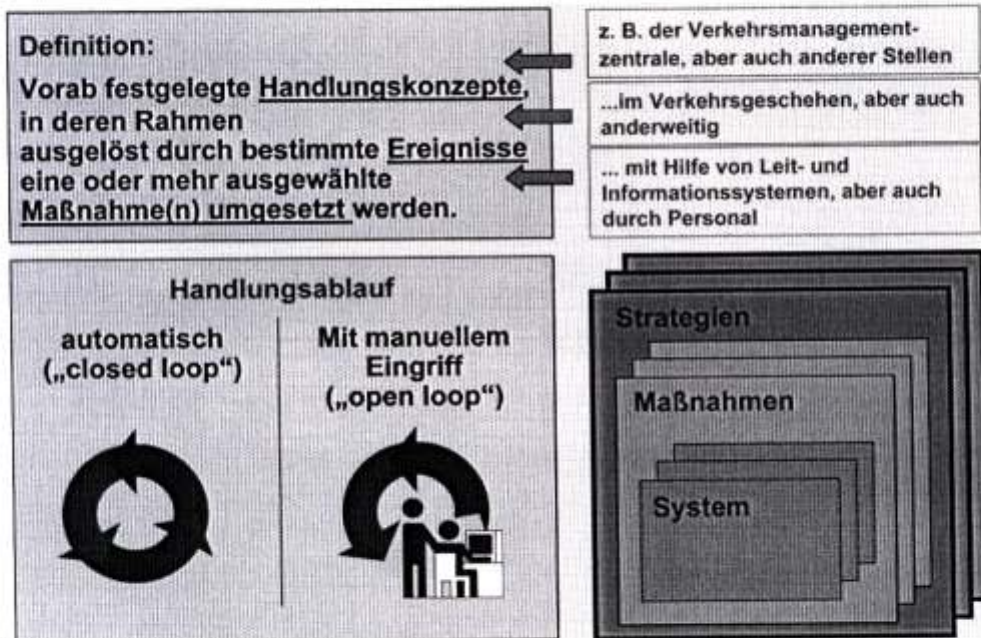 Definition:
Vorab festgelegte Handlungskonzepte,
in deren Rahmen
ausgelöst durch bestimmte Ereignisse
eine oder mehr ausgewählte
Maßnahme(n) umgesetzt werden.
z. B. der Verkehrsmanagement-
zentrale, aber auch anderer Stellen
...im Verkehrsgeschehen, aber auch
anderweitig
... mit Hilfe von Leit- und
Informationssystemen, aber auch
durch Personal
Handlungsablauf
automatisch
(„closed loop“)
Mit manuellem
Eingriff
(„open loop“)
Strategien
Maßnahmen
System